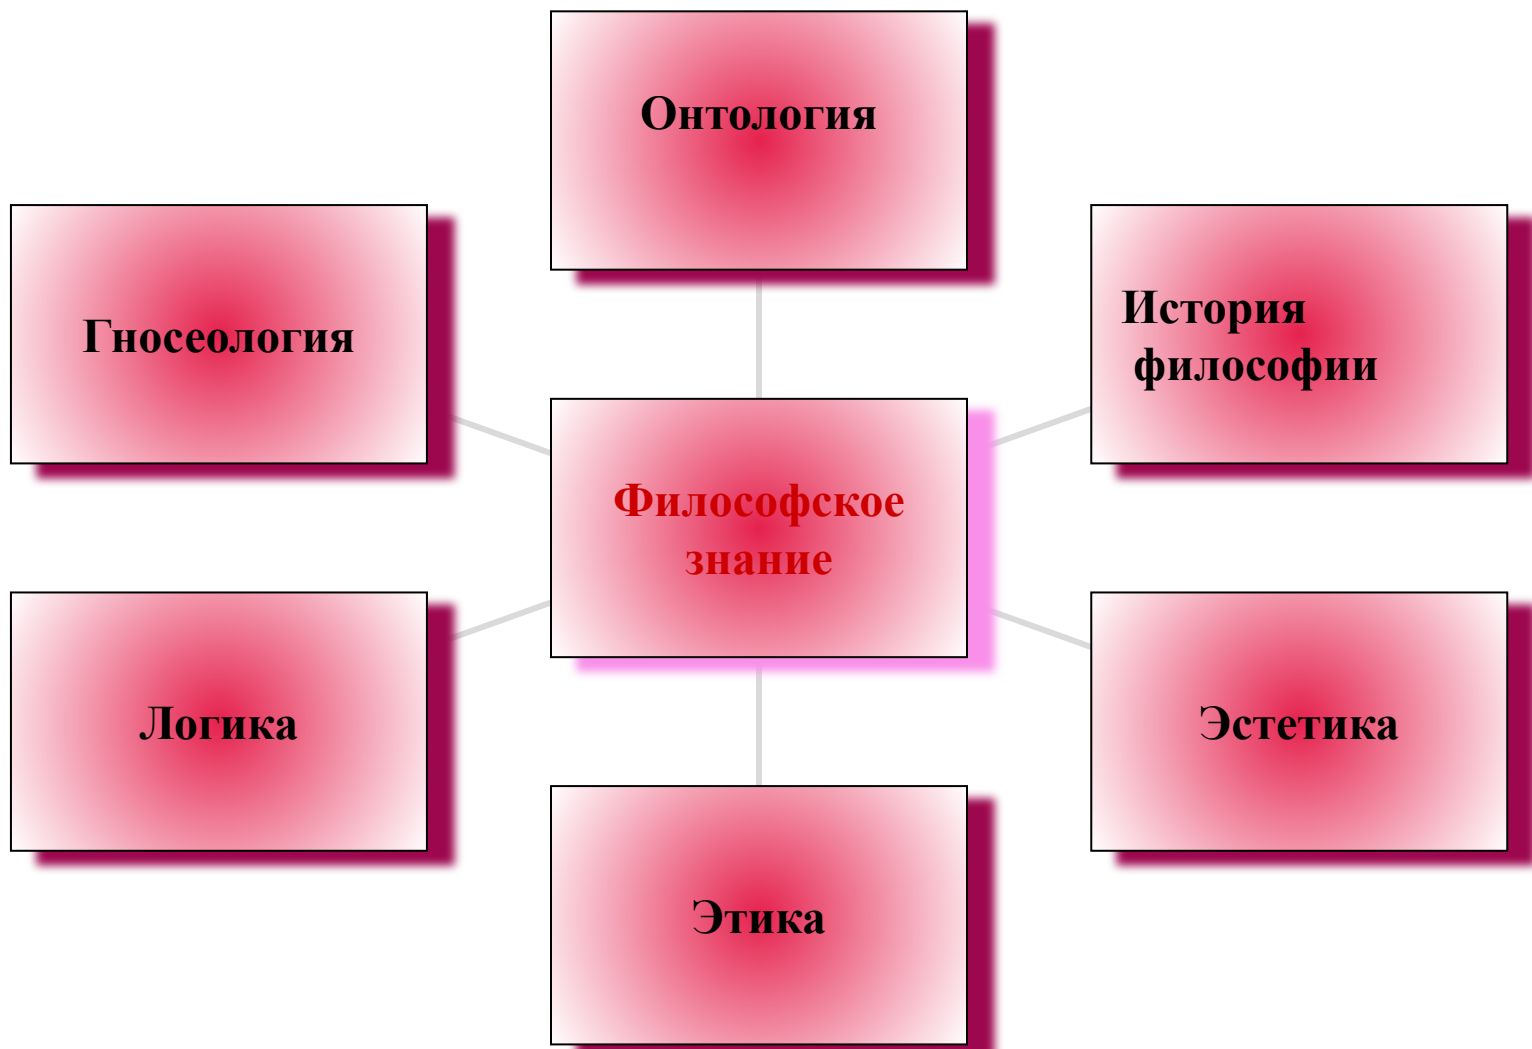 Онтология
Гносеология
История
философии
Философское
знание
Логика
Эстетика
Этика